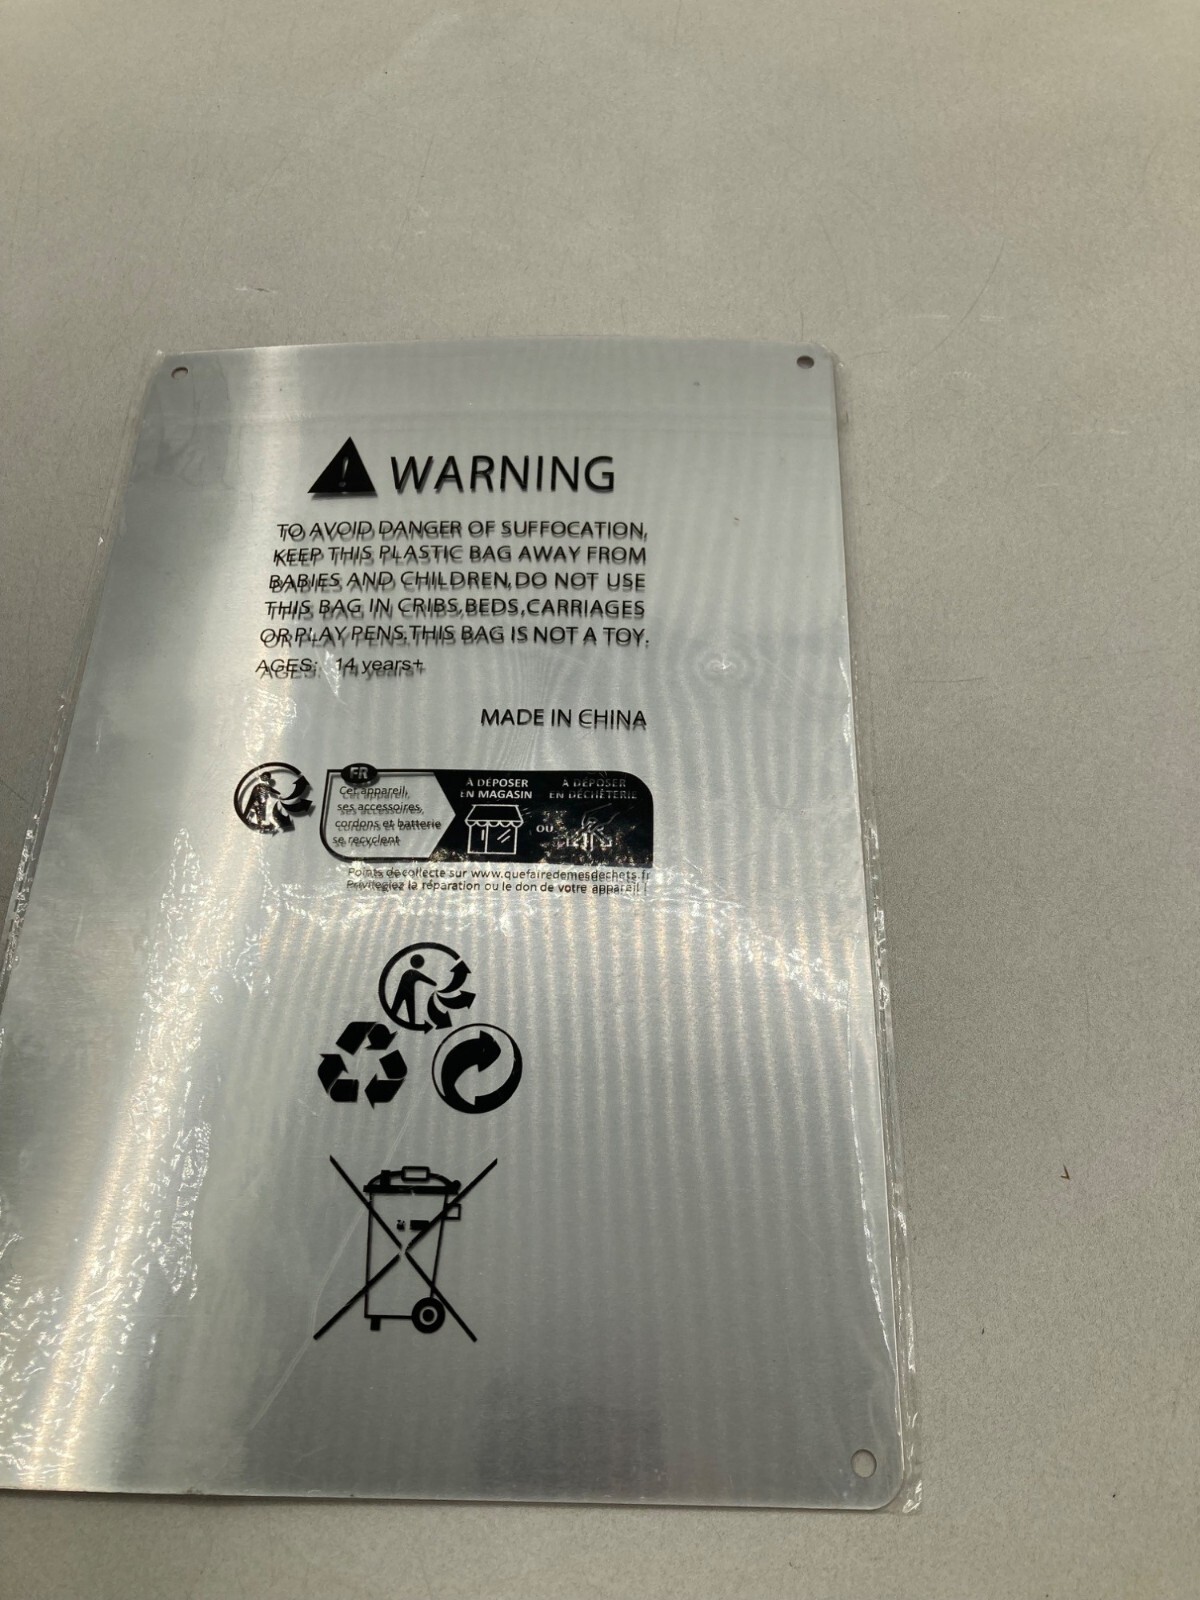 WARNING
TO AVOID DANGER OF SUFFOCATION,
KEEP THIS PLASTIC BAG AWAY FROM
BABIES AND CHILDREN,DO NOT USE
THIS BAG IN CRIBS,BEDS,CARRIAGES
OR PLAY PENS,THIS BAG IS NOT A TOY.
AGES: 14 years+
MADE IN CHINA
FR
Cet appareil,
ses accessoires,
cordons et batterie
se recyclent
À DÉPOSER
EN MAGASIN
OU
À DÉPOSER
EN DÉCHÈTERIE
Points de collecte sur www.quefairedemesdechets.fr
Privilégiez la réparation ou le don de votre appareil !